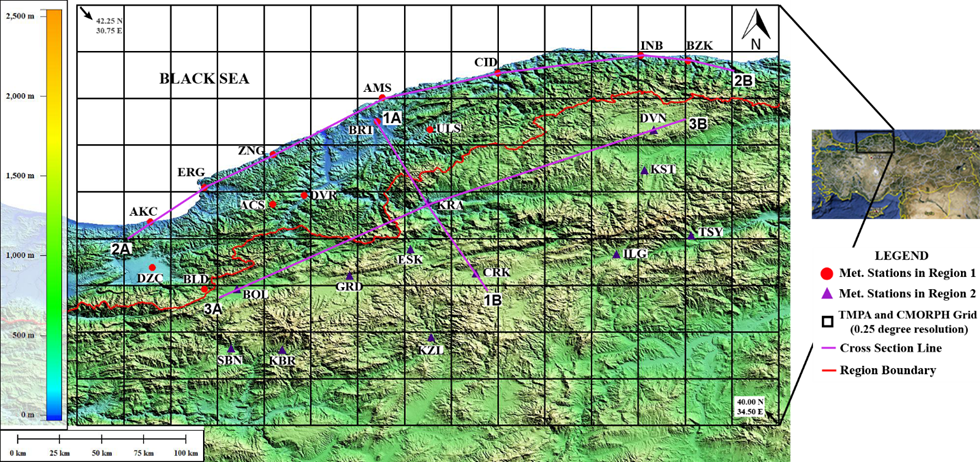 2,500 m
2,000 m
1,500 m
1,000 m
500 m
0 m
0 km
25 km
50 km
75 km
100 km
42.25 N
30.75 E
BLACK SEA
N
INB
BZK
CID
2B
AMS
1A
BRT
ULS
DVN
3B
ZNG
KST
ERG
DVR
ACS
KRA
AKC
2A
TSY
ESK
ILG
DZC
BLD
CRK
GRD
BOL
3A
1B
KZL
SBN
KBR
40.00 N
34.50 E
LEGEND
Met. Stations in Region 1
Met. Stations in Region 2
TMPA and CMORPH Grid
(0.25 degree resolution)
Cross Section Line
Region Boundary